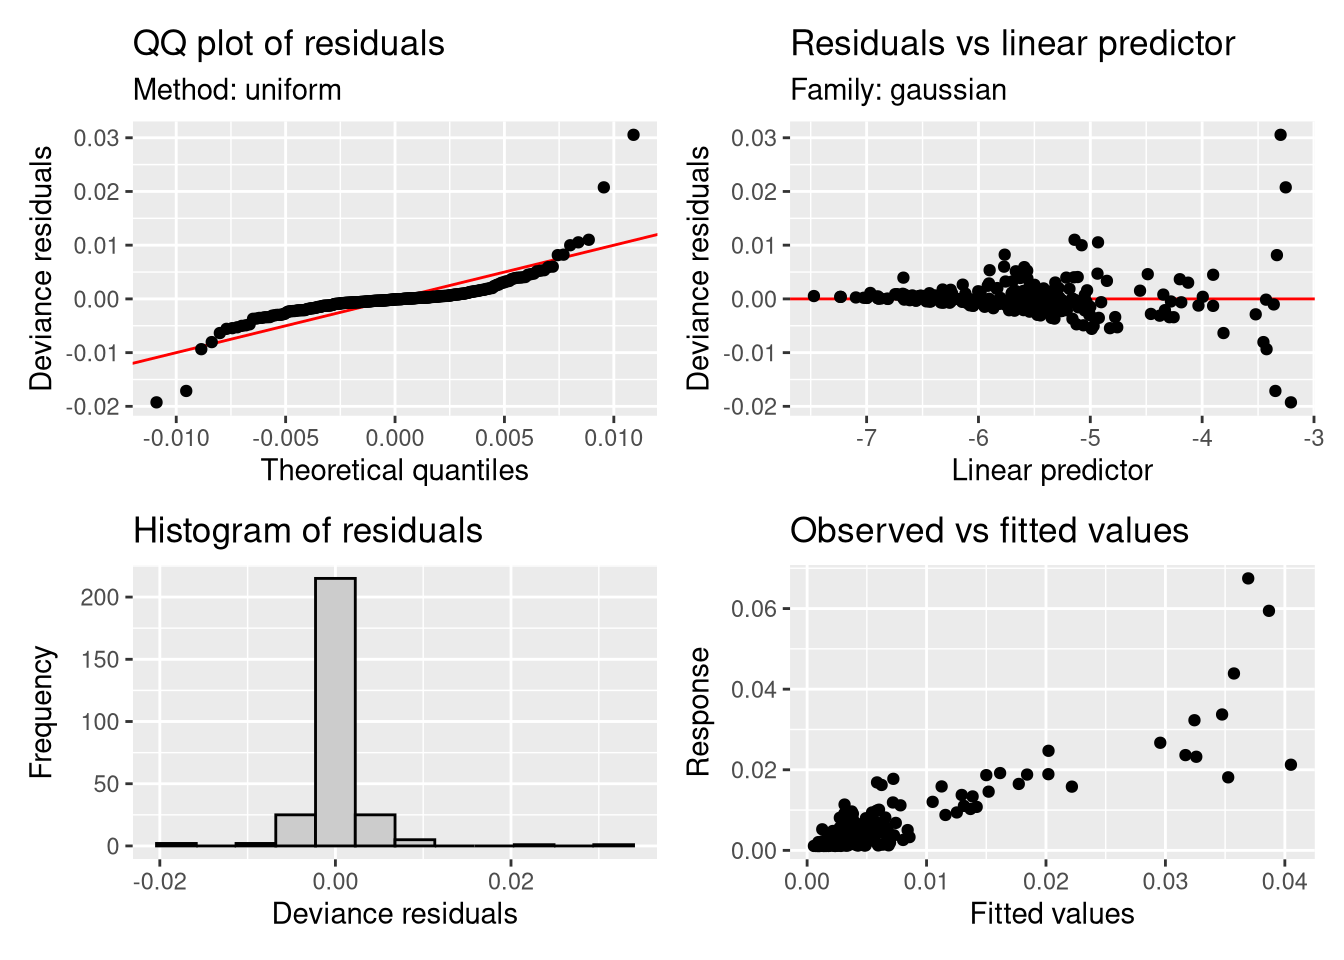 QQ plot of residuals
Method: uniform
Deviance residuals
0.03
0.02
0.01
0.00
-0.01
-0.02
-0.010 -0.005 0.000 0.005 0.010
Theoretical quantiles
Residuals vs linear predictor
Family: gaussian
Deviance residuals
0.03
0.02
0.01
0.00
-0.01
-0.02
-7 -6 -5 -4 -3
Linear predictor
Histogram of residuals
Frequency
200
150
100
50
0
-0.02 0.00 0.02
Deviance residuals
Observed vs fitted values
Response
0.06
0.04
0.02
0.00
0.00 0.01 0.02 0.03 0.04
Fitted values